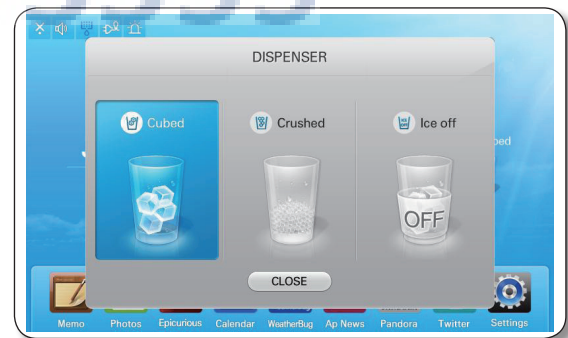 DISPENSER
Cubed
Crushed
Ice off
OFF
CLOSE
Memo
Photos
Epicurious
Calendar
WeatherBug
Ap News
Pandora
Twitter
Settings